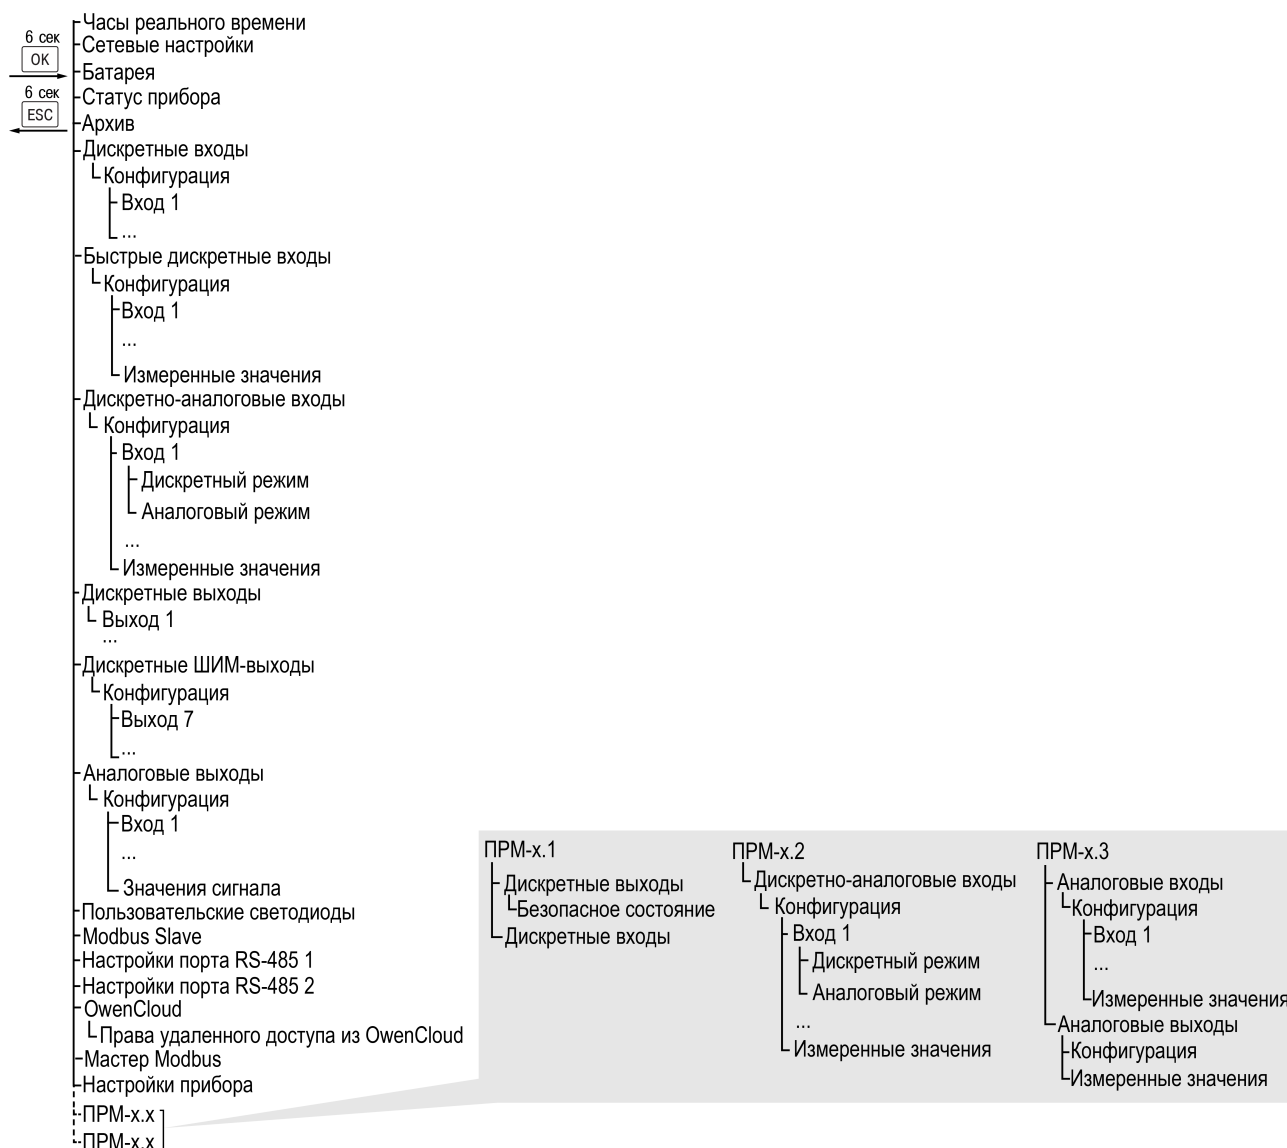 6 сек
OK
6 сек
ESC
Часы реального времени
Сетевые настройки
Батарея
Статус прибора
Архив
Дискретные входы
Конфигурация
Вход 1
...
Быстрые дискретные входы
Конфигурация
Вход 1
...
Измеренные значения
Дискретно-аналоговые входы
Конфигурация
Вход 1
Дискретный режим
Аналоговый режим
...
Измеренные значения
Дискретные выходы
Выход 1
...
Дискретные ШИМ-выходы
Конфигурация
Выход 7
...
Аналоговые выходы
Конфигурация
Вход 1
...
Значения сигнала
Пользовательские светодиоды
Modbus Slave
Настройки порта RS-485 1
Настройки порта RS-485 2
OwenCloud
Права удаленного доступа из OwenCloud
Мастер Modbus
Настройки прибора
ПРМ-х.х
ПРМ-х.х
ПРМ-х.1
Дискретные выходы
Безопасное состояние
Дискретные входы
ПРМ-х.2
Дискретно-аналоговые входы
Конфигурация
Вход 1
Дискретный режим
Аналоговый режим
...
Измеренные значения
ПРМ-х.3
Аналоговые входы
Конфигурация
Вход 1
...
Измеренные значения
Аналоговые выходы
Конфигурация
Измеренные значения